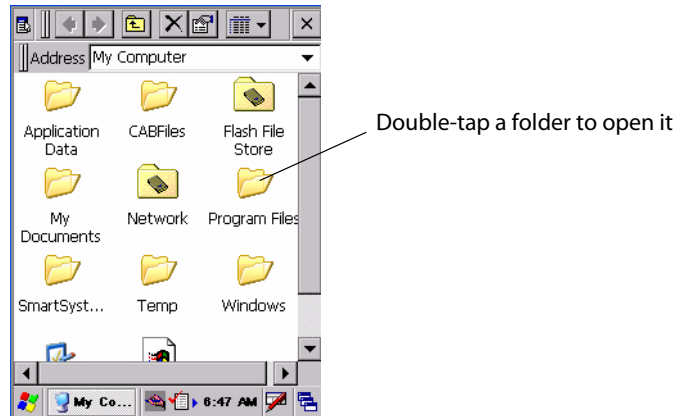 Address My Computer
Application Data
CABFiles
Flash File Store
Double-tap a folder to open it
My Documents
Network
Program Files
SmartSyst...
Temp
Windows
My Co...
6:47 AM